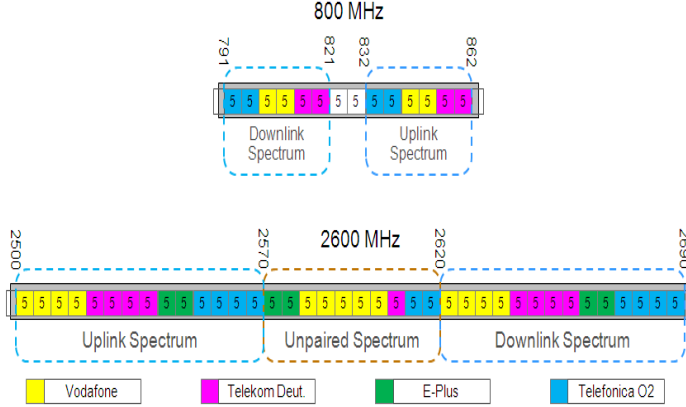 800 MHz
791 821 832 862
5 5 5 5 5 5 5 5 5 5 5 5 5 5
Downlink Uplink
Spectrum Spectrum
2600 MHz
2500 2570 2620 2690
5 5 5 5 5 5 5 5 5 5 5 5 5 5 5 5 5 5 5 5 5 5 5 5 5 5 5 5 5 5 5 5 5 5 5 5 5 5
Uplink Spectrum Unpaired Spectrum Downlink Spectrum
Vodafone Telekom Deut. E-Plus Telefonica O2